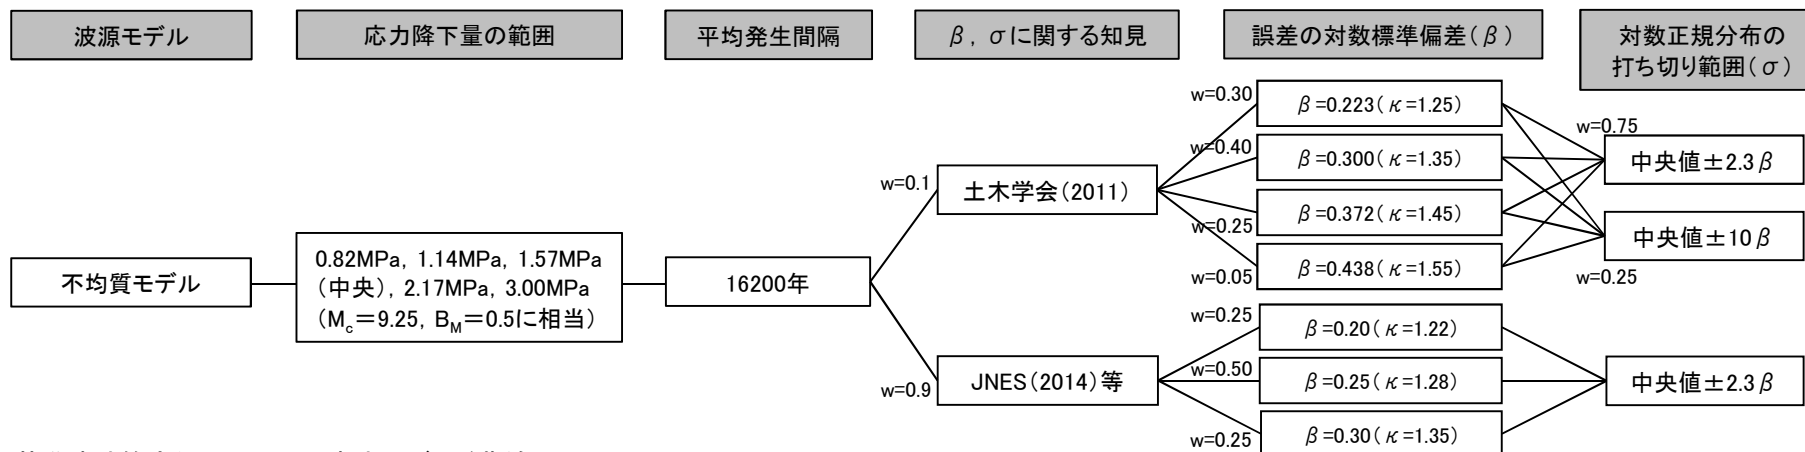 波源モデル
応力降下量の範囲
平均発生間隔
β,σに関する知見
誤差の対数標準偏差(β)
対数正規分布の
打ち切り範囲(σ)
不均質モデル
0.82MPa, 1.14MPa, 1.57MPa
(中央), 2.17MPa, 3.00MPa
(Mc=9.25, BM=0.5に相当)
16200年
w=0.1
土木学会(2011)
w=0.9
JNES(2014)等
w=0.30
β=0.223(κ=1.25)
w=0.40
β=0.300(κ=1.35)
w=0.25
β=0.372(κ=1.45)
w=0.05
β=0.438(κ=1.55)
w=0.75
中央値±2.3β
中央値±10β
w=0.25
w=0.25
β=0.20(κ=1.22)
w=0.50
β=0.25(κ=1.28)
w=0.25
β=0.30(κ=1.35)
中央値±2.3β